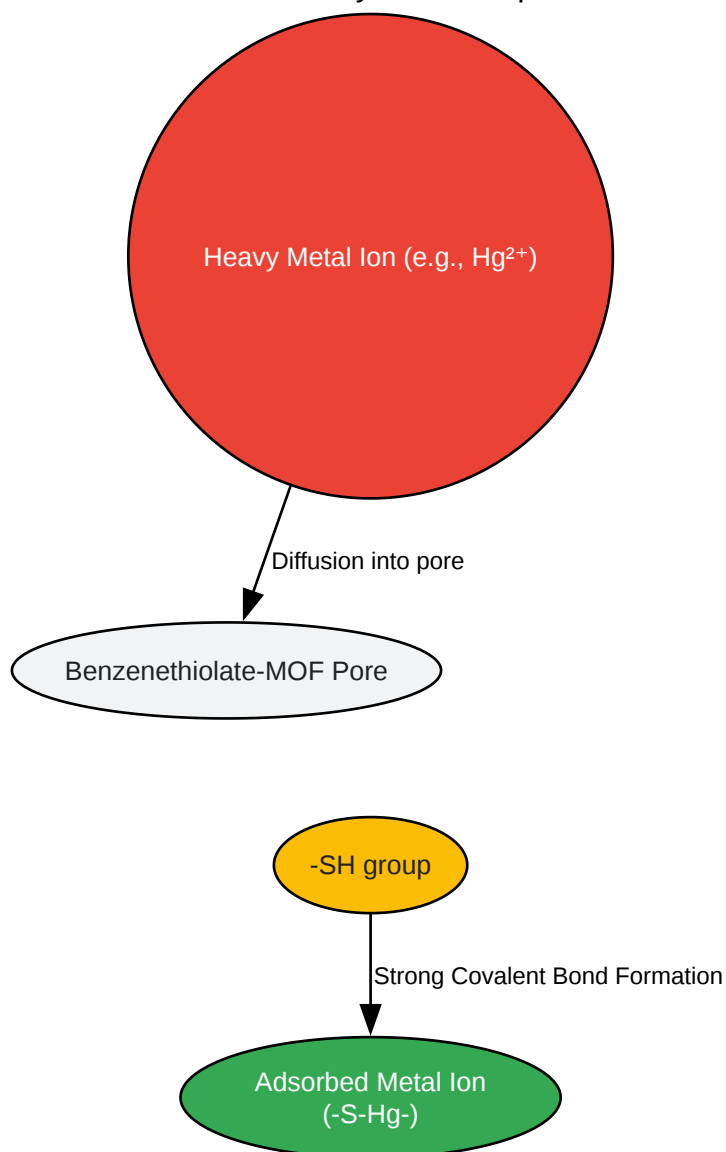 Heavy Metal Ion (e.g., Hg²⁺)
Diffusion into pore
Benzenethiolate-MOF Pore
-SH group
Strong Covalent Bond Formation
Adsorbed Metal Ion
(-S-Hg-)